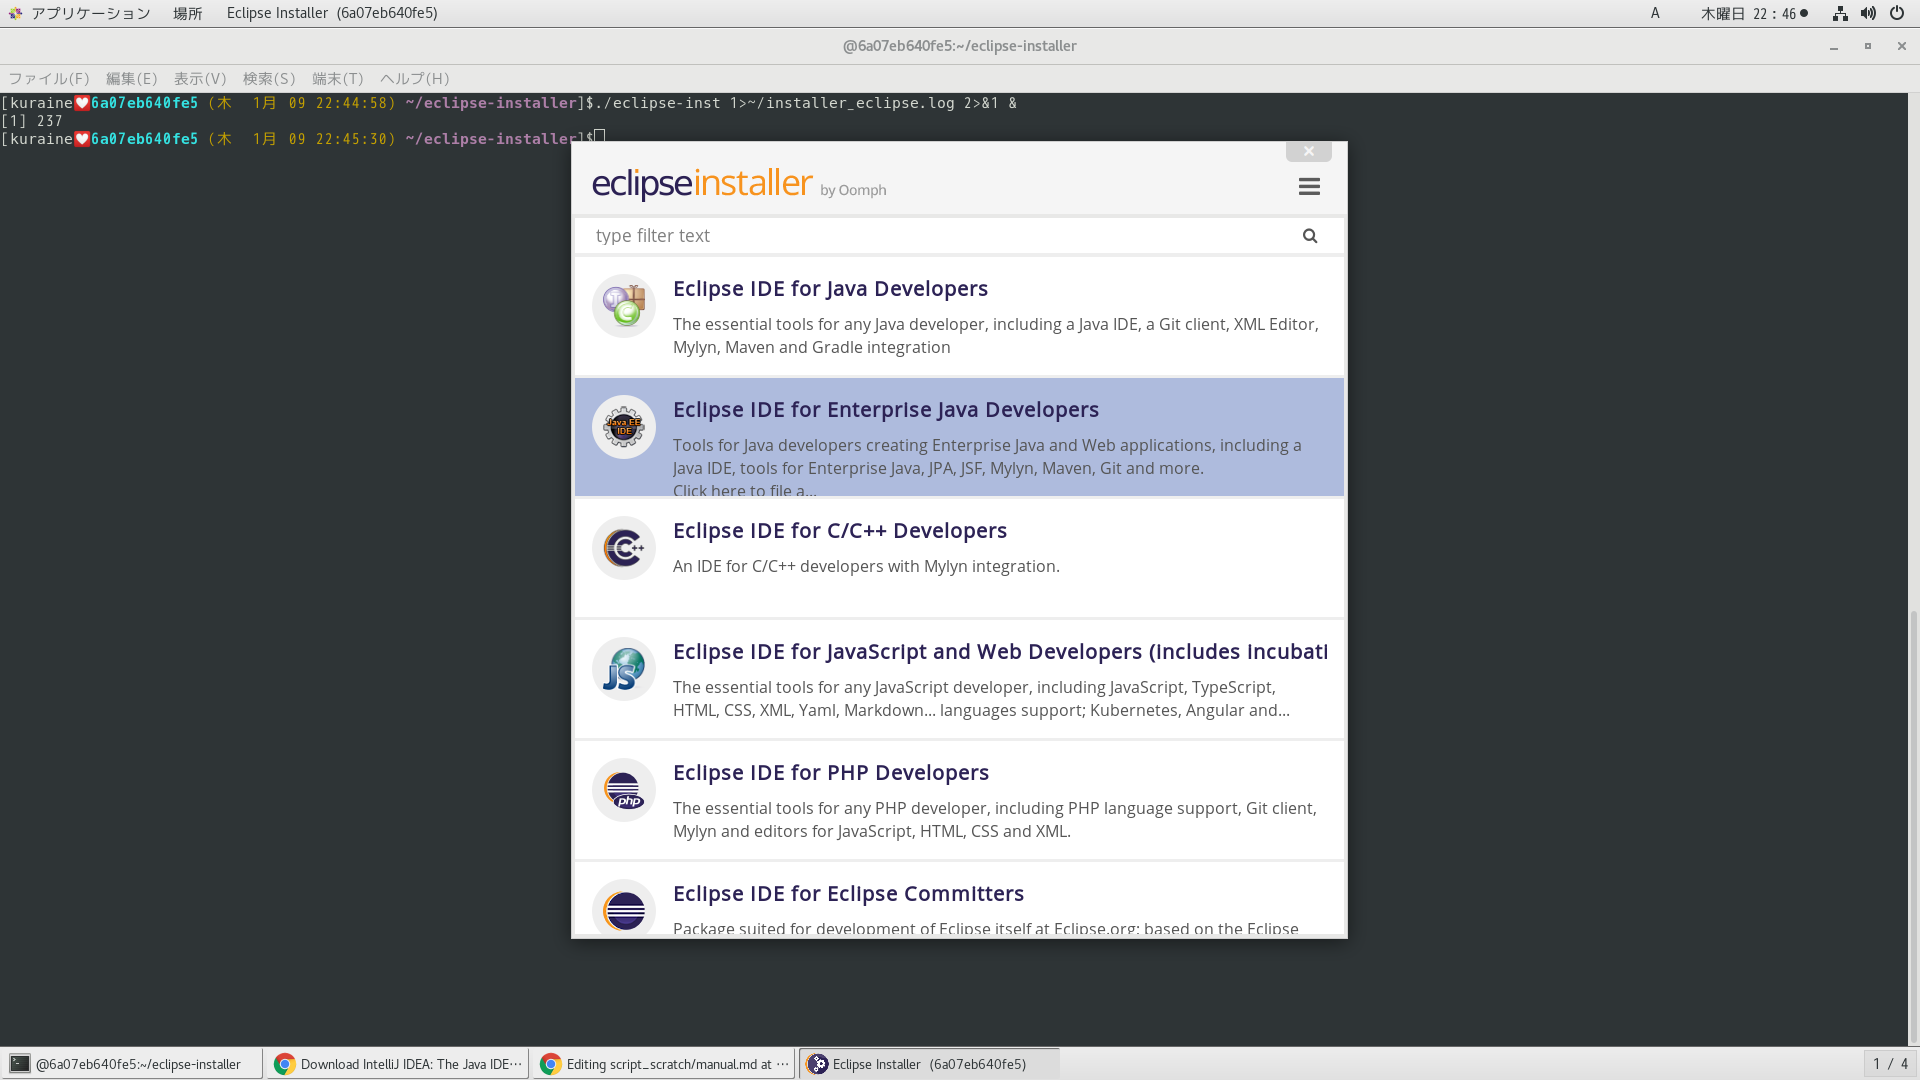 アプリケーション 場所 Eclipse Installer (6a07eb640fe5) A 木曜日 22：46●
@6a07eb640fe5:~/eclipse-installer
ファイル(F) 編集(E) 表示(V) 検索(S) 端末(T) ヘルプ(H)
[kuraine♥6a07eb640fe5 (木 1月 09 22:44:58) ~/eclipse-installer]$./eclipse-inst 1>~/installer_eclipse.log 2>&1 &
[1] 237
[kuraine♥6a07eb640fe5 (木 1月 09 22:45:30) ~/eclipse-installer]$
eclipseinstaller by Oomph
type filter text
Eclipse IDE for Java Developers
The essential tools for any Java developer, including a Java IDE, a Git client, XML Editor,
Mylyn, Maven and Gradle integration
Java EE
IDE
Eclipse IDE for Enterprise Java Developers
Tools for Java developers creating Enterprise Java and Web applications, including a
Java IDE, tools for Enterprise Java, JPA, JSF, Mylyn, Maven, Git and more.
Click here to file a...
C++
Eclipse IDE for C/C++ Developers
An IDE for C/C++ developers with Mylyn integration.
JS
Eclipse IDE for JavaScript and Web Developers (includes Incubati
The essential tools for any JavaScript developer, including JavaScript, TypeScript,
HTML, CSS, XML, Yaml, Markdown... languages support; Kubernetes, Angular and...
php
Eclipse IDE for PHP Developers
The essential tools for any PHP developer, including PHP language support, Git client,
Mylyn and editors for JavaScript, HTML, CSS and XML.
Eclipse IDE for Eclipse Committers
Package suited for development of Eclipse itself at Eclipse.org; based on the Eclipse
@6a07eb640fe5:~/eclipse-installer Download IntelliJ IDEA: The Java IDE… Editing script_scratch/manual.md at … Eclipse Installer (6a07eb640fe5) 1 / 4